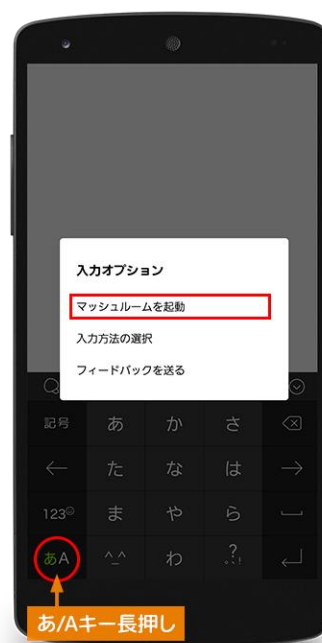 入力オプション
マッシュルームを起動
入力方法の選択
フィードバックを送る
記号 あ か さ
← た な は →
123☺ ま や ら
あA ^_^ わ ?。、!
あ/Aキー長押し